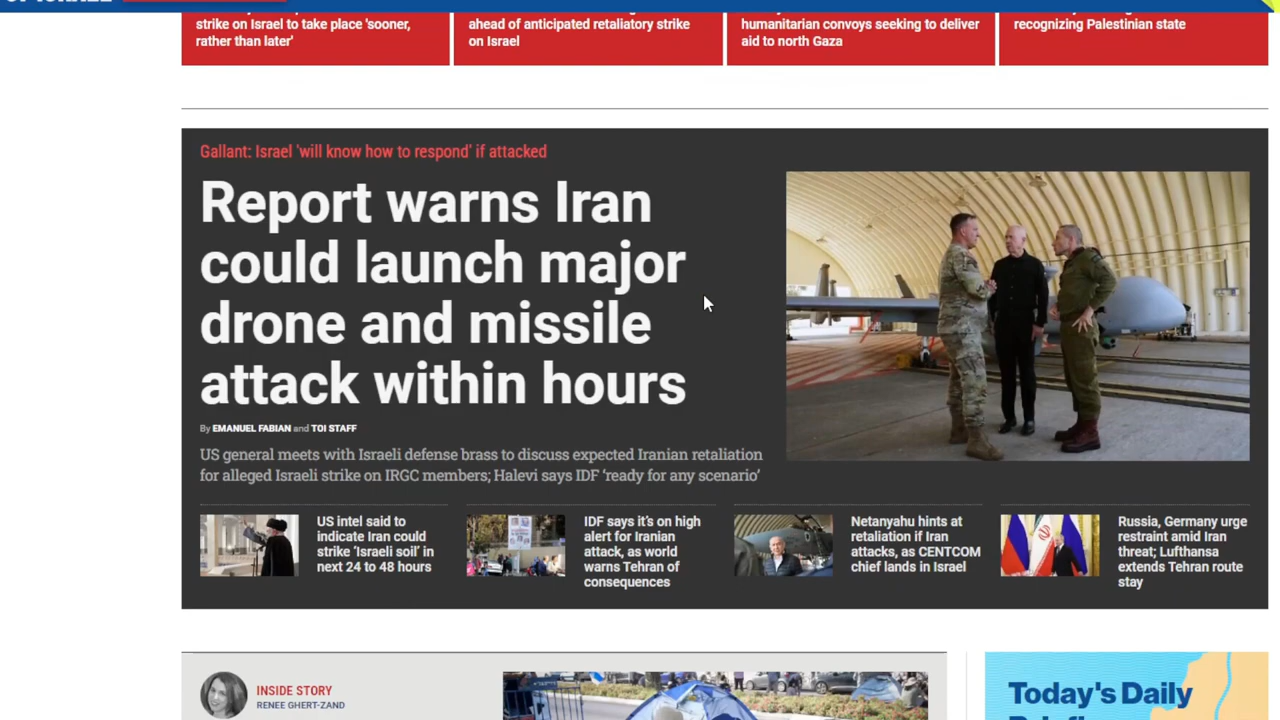 OF ISRAEL
strike on Israel to take place 'sooner,
rather than later'
ahead of anticipated retaliatory strike
on Israel
humanitarian convoys seeking to deliver
aid to north Gaza
recognizing Palestinian state
Gallant: Israel 'will know how to respond' if attacked
Report warns Iran
could launch major
drone and missile
attack within hours
By EMANUEL FABIAN and TOI STAFF
US general meets with Israeli defense brass to discuss expected Iranian retaliation
for alleged Israeli strike on IRGC members; Halevi says IDF ‘ready for any scenario’
US intel said to
indicate Iran could
strike ‘Israeli soil’ in
next 24 to 48 hours
IDF says it’s on high
alert for Iranian
attack, as world
warns Tehran of
consequences
Netanyahu hints at
retaliation if Iran
attacks, as CENTCOM
chief lands in Israel
Russia, Germany urge
restraint amid Iran
threat; Lufthansa
extends Tehran route
stay
INSIDE STORY
RENEE GHERT-ZAND
Today's Daily